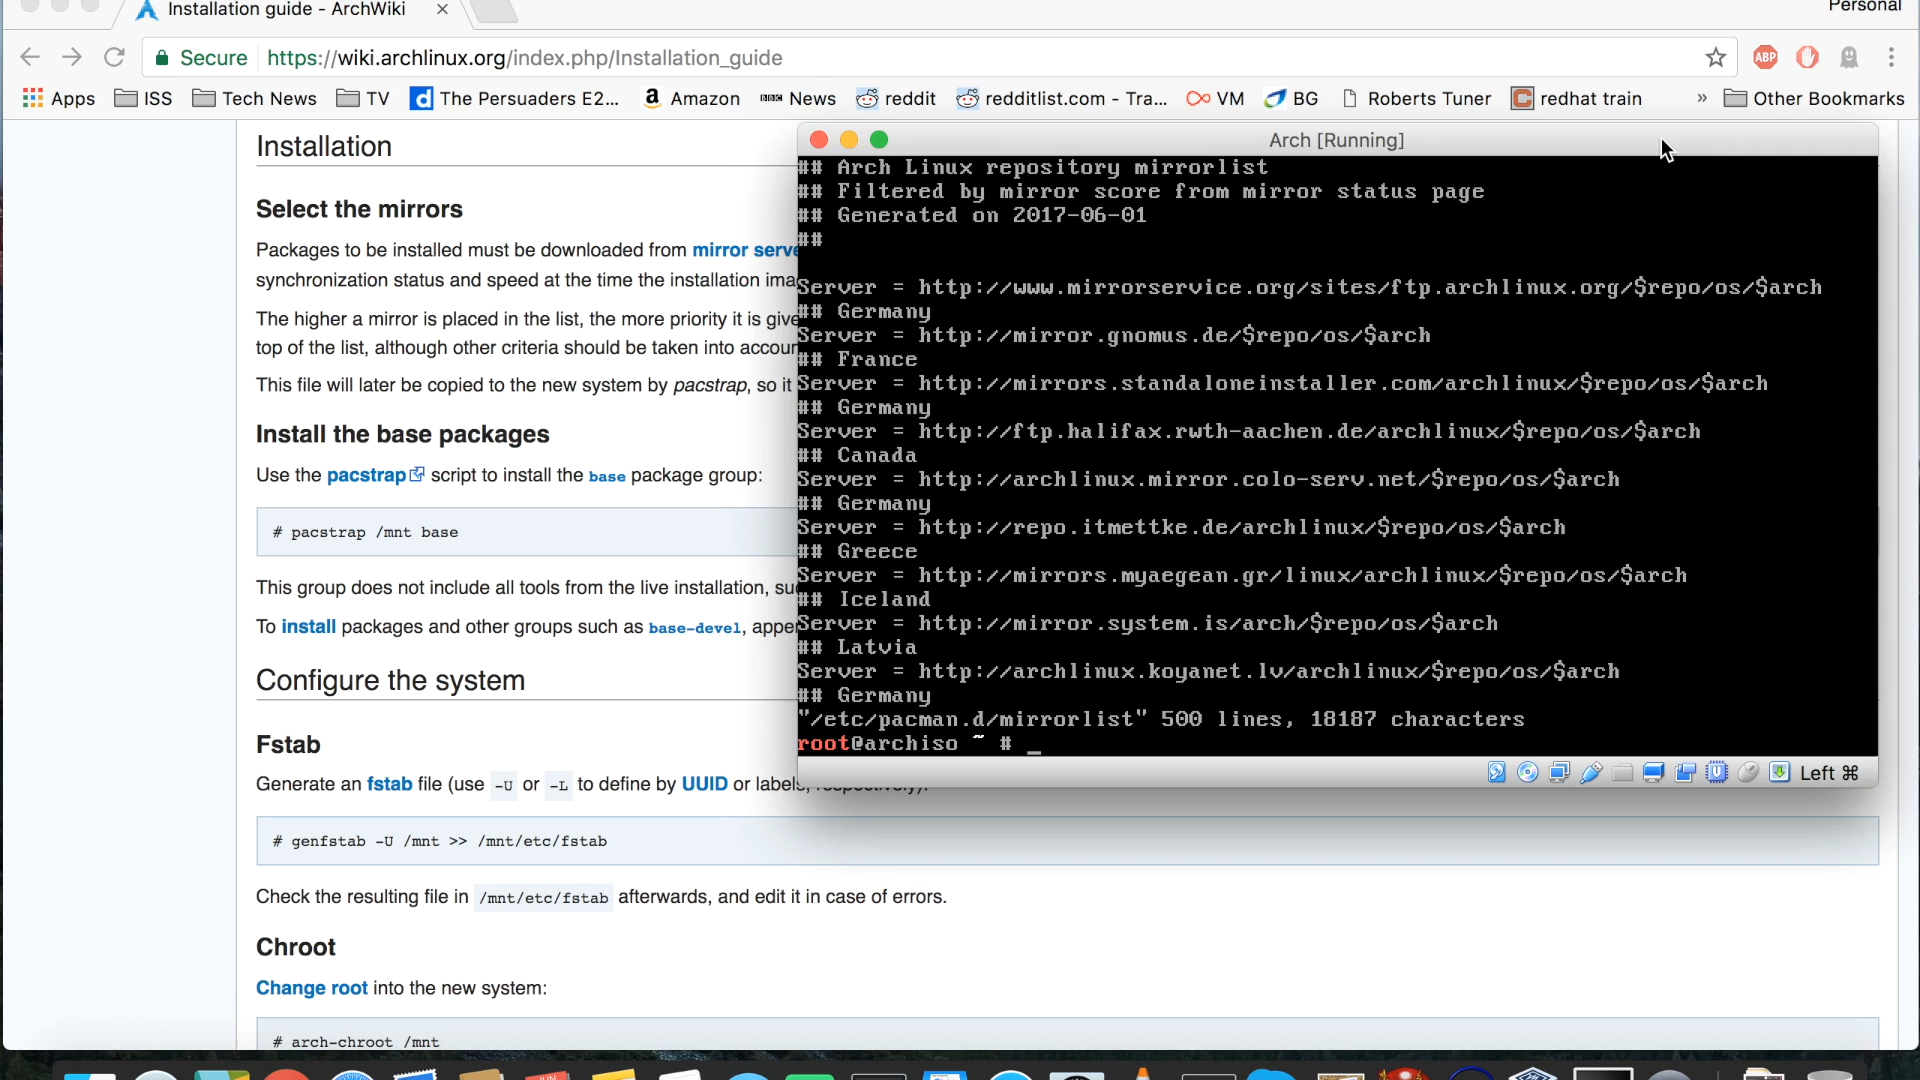 Installation guide - ArchWiki
Personal
Secure https://wiki.archlinux.org/index.php/Installation_guide
ABP
Apps ISS Tech News TV The Persuaders E2... Amazon News reddit redditlist.com - Tra... VM BG Roberts Tuner redhat train » Other Bookmarks
Installation
Select the mirrors
Packages to be installed must be downloaded from mirror serve
synchronization status and speed at the time the installation ima
The higher a mirror is placed in the list, the more priority it is give
top of the list, although other criteria should be taken into accour
This file will later be copied to the new system by pacstrap, so it
Install the base packages
Use the pacstrap script to install the base package group:
# pacstrap /mnt base
This group does not include all tools from the live installation, su
To install packages and other groups such as base-devel, apper
Configure the system
Fstab
Generate an fstab file (use -U or -L to define by UUID or labels, respectively):
# genfstab -U /mnt >> /mnt/etc/fstab
Check the resulting file in /mnt/etc/fstab afterwards, and edit it in case of errors.
Chroot
Change root into the new system:
# arch-chroot /mnt
Arch [Running]
## Arch Linux repository mirrorlist
## Filtered by mirror score from mirror status page
## Generated on 2017-06-01
##
Server = http://www.mirrorservice.org/sites/ftp.archlinux.org/$repo/os/$arch
## Germany
Server = http://mirror.gnomus.de/$repo/os/$arch
## France
Server = http://mirrors.standaloneinstaller.com/archlinux/$repo/os/$arch
## Germany
Server = http://ftp.halifax.rwth-aachen.de/archlinux/$repo/os/$arch
## Canada
Server = http://archlinux.mirror.colo-serv.net/$repo/os/$arch
## Germany
Server = http://repo.itmettke.de/archlinux/$repo/os/$arch
## Greece
Server = http://mirrors.myaegean.gr/linux/archlinux/$repo/os/$arch
## Iceland
Server = http://mirror.system.is/arch/$repo/os/$arch
## Latvia
Server = http://archlinux.koyanet.lv/archlinux/$repo/os/$arch
## Germany
"/etc/pacman.d/mirrorlist" 500 lines, 18187 characters
root@archiso ~ # _
Left ⌘